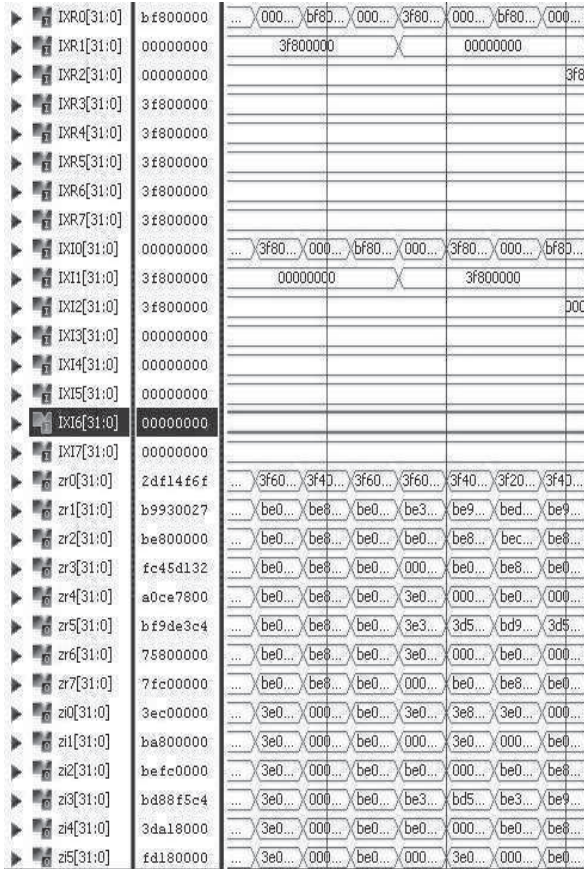 IXR0[31:0] bf800000 ... 000... bf80... 000... 3f80... 000... bf80... 000...
IXR1[31:0] 00000000 3f800000 00000000
IXR2[31:0] 00000000 3f8
IXR3[31:0] 3f800000
IXR4[31:0] 3f800000
IXR5[31:0] 3f800000
IXR6[31:0] 3f800000
IXR7[31:0] 3f800000
IXI0[31:0] 00000000 ... 3f80... 000... bf80... 000... 3f80... 000... bf80...
IXI1[31:0] 3f800000 00000000 3f800000
IXI2[31:0] 3f800000 000
IXI3[31:0] 00000000
IXI4[31:0] 00000000
IXI5[31:0] 00000000
IXI6[31:0] 00000000
IXI7[31:0] 00000000
zr0[31:0] 2df14f6f ... 3f60... 3f40... 3f60... 3f60... 3f40... 3f20... 3f40...
zr1[31:0] b9930027 ... be0... be8... be0... be3... be9... bed... be9...
zr2[31:0] be800000 ... be0... be8... be0... be0... be8... bec... be8...
zr3[31:0] fc45d132 ... be0... be8... be0... 000... be0... be8... be0...
zr4[31:0] a0ce7800 ... be0... be8... be0... 3e0... 000... be0... 000...
zr5[31:0] bf9de3c4 ... be0... be8... be0... 3e3... 3d5... bd9... 3d5...
zr6[31:0] 75800000 ... be0... be8... be0... 3e0... 000... be0... 000...
zr7[31:0] 7fc00000 ... be0... be8... be0... 000... be0... be8... be0...
zi0[31:0] 3ec00000 ... 3e0... 000... be0... 3e0... 3e8... 3e0... 000...
zi1[31:0] ba800000 ... 3e0... 000... be0... 000... 3e0... 000... be0...
zi2[31:0] befc0000 ... 3e0... 000... be0... be0... 000... be0... be8...
zi3[31:0] bd88f5c4 ... 3e0... 000... be0... be3... bd5... be3... be9...
zi4[31:0] 3da18000 ... 3e0... 000... be0... be0... 000... be0... be8...
zi5[31:0] fd180000 ... 3e0... 000... be0... 000... 3e0... 000... be0...